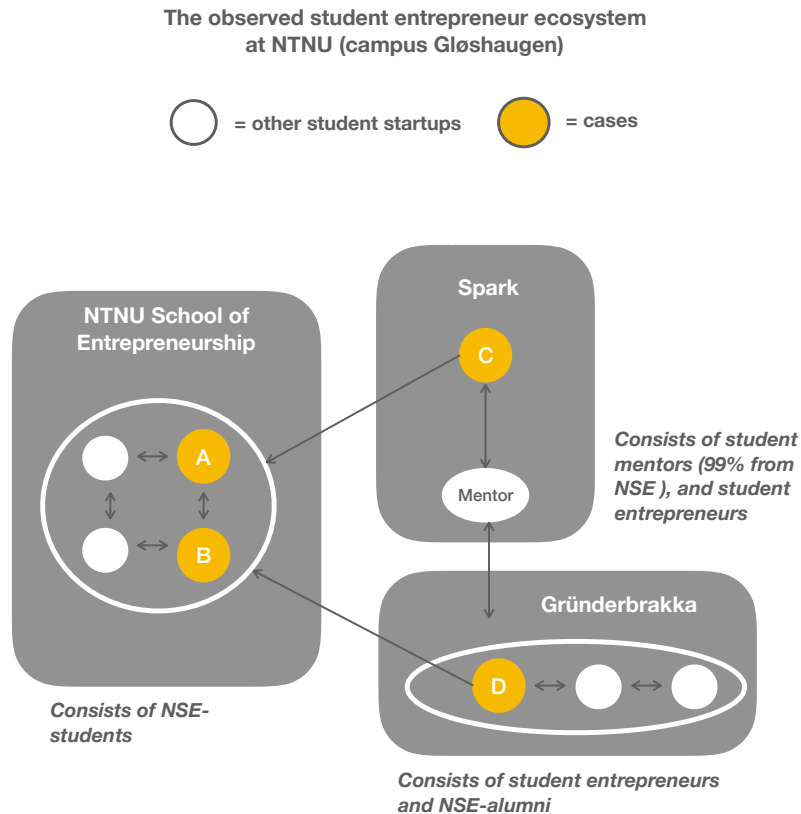 The observed student entrepreneur ecosystem
at NTNU (campus Gløshaugen)
= other student startups
= cases
NTNU School of
Entrepreneurship
A
B
Consists of NSE-
students
Spark
C
Mentor
Consists of student
mentors (99% from
NSE ), and student
entrepreneurs
Gründerbrakka
D
Consists of student entrepreneurs
and NSE-alumni